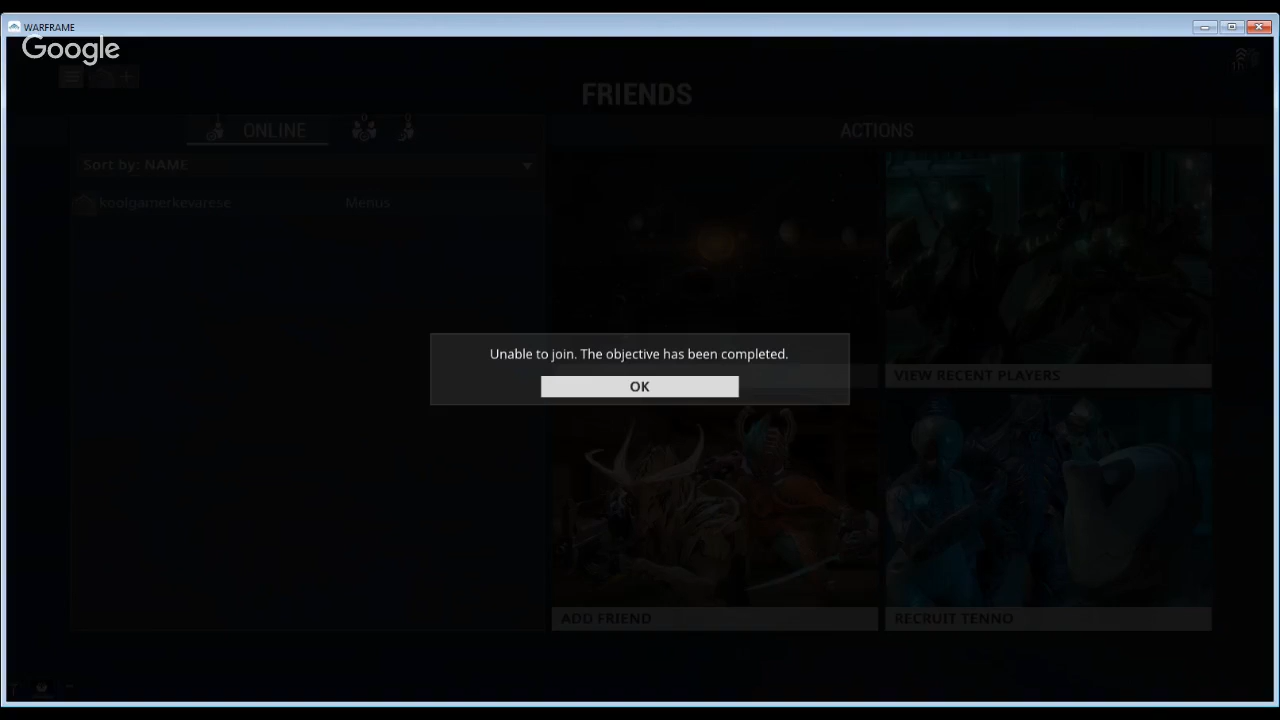 WARFRAME
Google
FRIENDS
ONLINE
ACTIONS
Sort by: NAME
koolgamerkevarese
Menus
Unable to join. The objective has been completed.
OK
VIEW RECENT PLAYERS
ADD FRIEND
RECRUIT TENNO